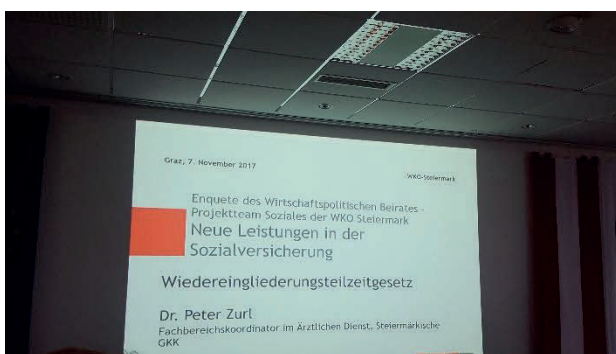 Graz, 7. November 2017
WKO-Steiermark
Enquete des Wirtschaftspolitischen Beirates -
Projektteam Soziales der WKO Steiermark
Neue Leistungen in der
Sozialversicherung
Wiedereingliederungsteilzeitgesetz
Dr. Peter Zurl
Fachbereichskoordinator im Ärztlichen Dienst, Steiermärkische
GKK